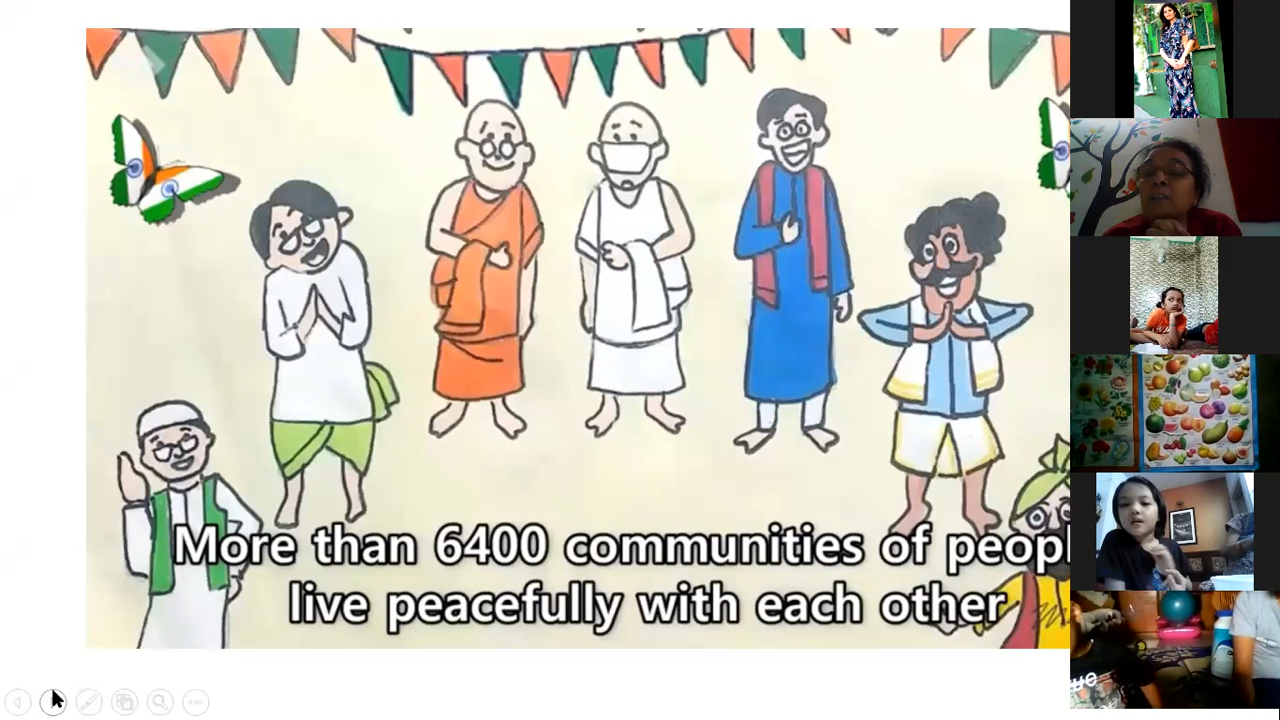 More than 6400 communities of peopl
live peacefully with each other